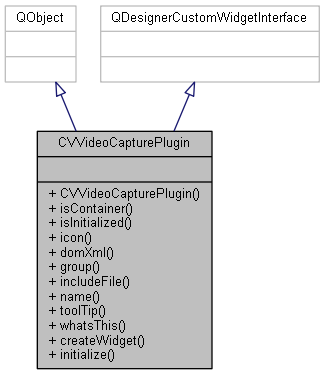 QObject
QDesignerCustomWidgetInterface
CVVideoCapturePlugin
+ CVVideoCapturePlugin()
+ isContainer()
+ isInitialized()
+ icon()
+ domXml()
+ group()
+ includeFile()
+ name()
+ toolTip()
+ whatsThis()
+ createWidget()
+ initialize()